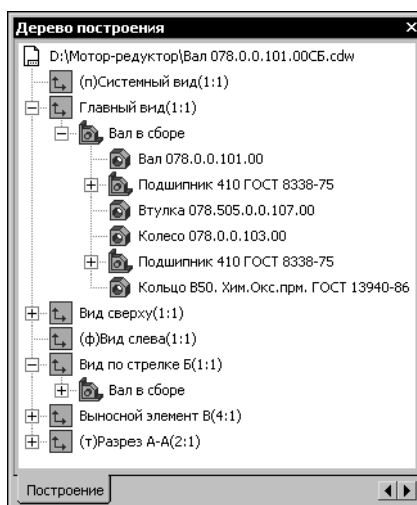 Дерево построения
D:\Мотор-редуктор\Вал 078.0.0.101.00СБ.cdw
(п)Системный вид(1:1)
Главный вид(1:1)
Вал в сборе
Вал 078.0.0.101.00
Подшипник 410 ГОСТ 8338-75
Втулка 078.505.0.0.107.00
Колесо 078.0.0.103.00
Подшипник 410 ГОСТ 8338-75
Кольцо В50. Хим.Окс.прм. ГОСТ 13940-86
Вид сверху(1:1)
(ф)Вид слева(1:1)
Вид по стрелке Б(1:1)
Вал в сборе
Выносной элемент В(4:1)
(т)Разрез А-А(2:1)
Построение